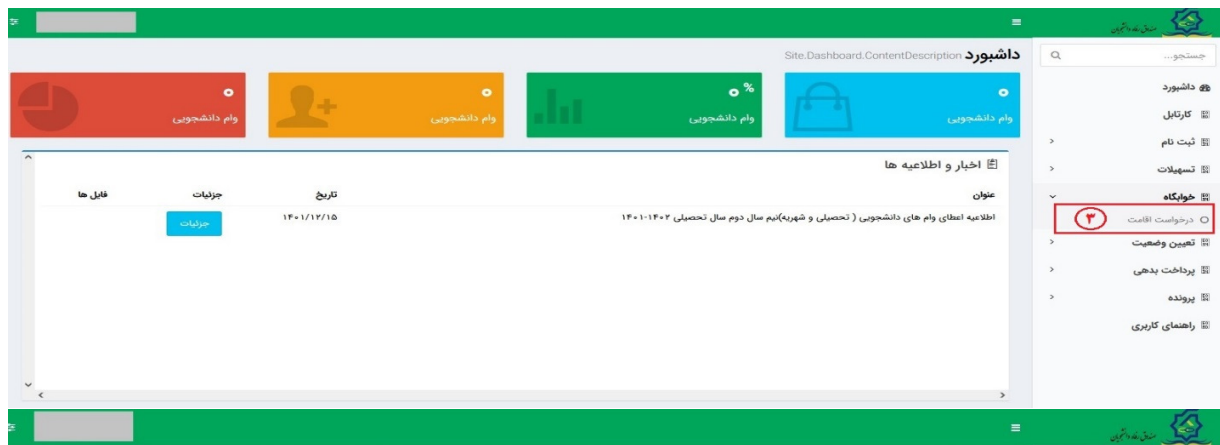 صندوق رفاه دانشجویان
جستجو...
داشبورد
کارتابل
ثبت نام
تسهیلات
خوابگاه
درخواست اقامت ۳
تعیین وضعیت
پرداخت بدهی
پرونده
راهنمای کاربری
داشبورد Site.Dashboard.ContentDescription
۰
وام دانشجویی
۰%
وام دانشجویی
۰
وام دانشجویی
۰
وام دانشجویی
اخبار و اطلاعیه ها
عنوان تاریخ جزئیات فایل ها
اطلاعیه اعطای وام های دانشجویی ( تحصیلی و شهریه)نیم سال دوم سال تحصیلی ۱۴۰۲-۱۴۰۱ ۱۴۰۱/۱۲/۱۵ جزئیات
صندوق رفاه دانشجویان